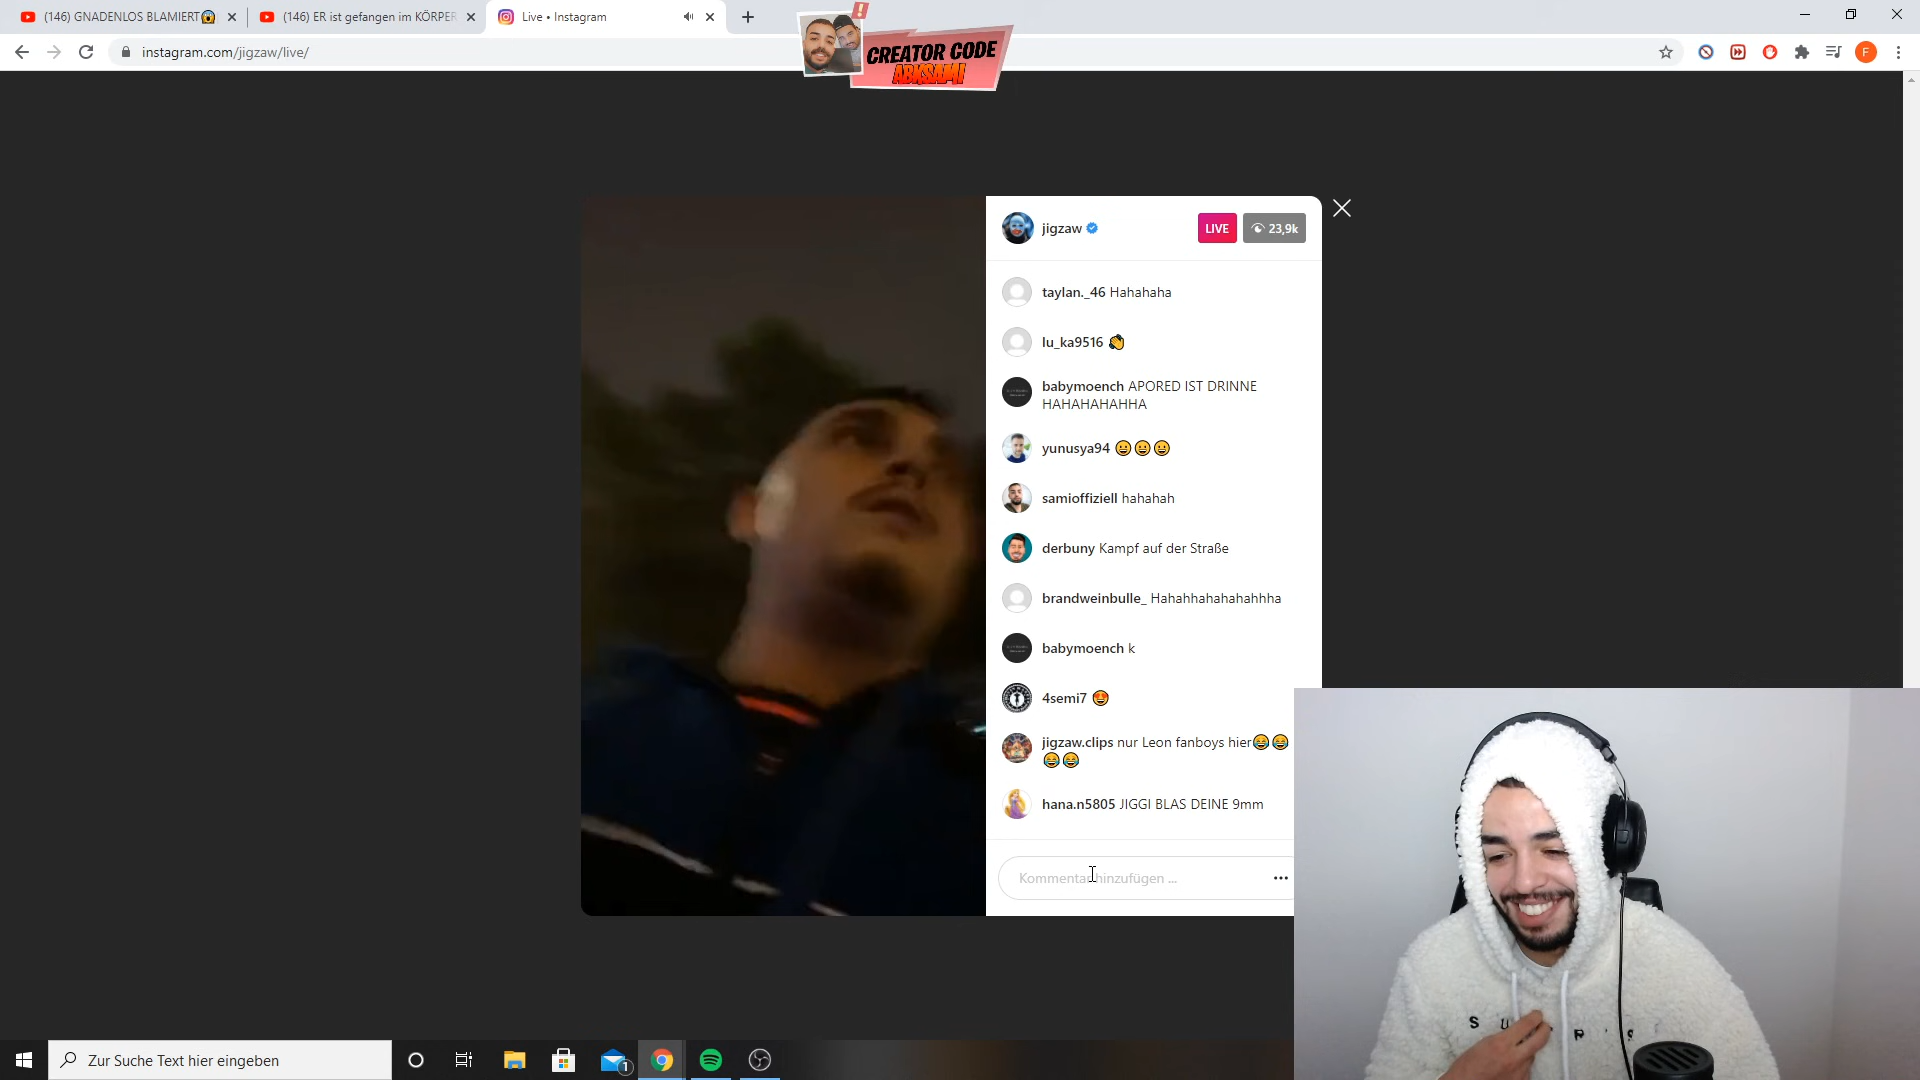 (146) GNADENLOS BLAMIERT😱
(146) ER ist gefangen im KÖRPER
Live • Instagram
instagram.com/jigzaw/live/
CREATOR CODE
ABKSAMI
F
jigzaw
LIVE
23,9k
taylan._46 Hahahaha
lu_ka9516 👏
babymoench APORED IST DRINNE
HAHAHAHAHHA
yunusya94 😀😀😀
samioffiziell hahahah
derbuny Kampf auf der Straße
brandweinbulle_ Hahahhahahahahhha
babymoench k
4semi7 😍
jigzaw.clips nur Leon fanboys hier😂😂
😂😂
hana.n5805 JIGGI BLAS DEINE 9mm
Kommentar hinzufügen ...
Zur Suche Text hier eingeben
1